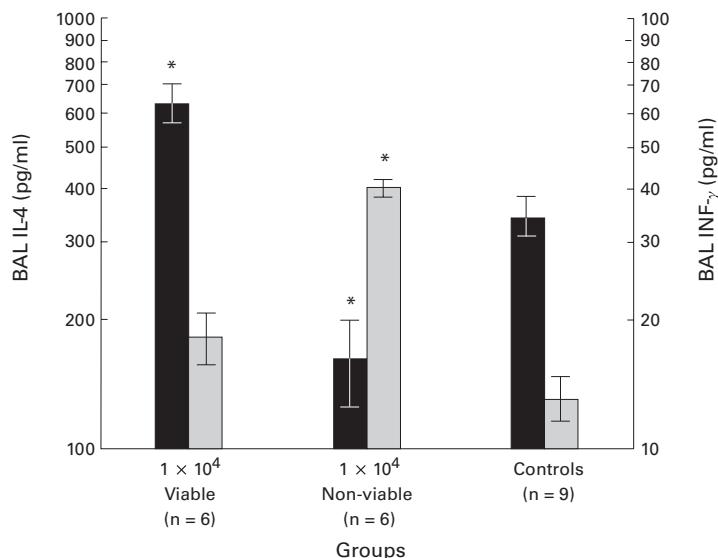 1000
900
800
700
600
500
400
300
200
100
BAL IL-4 (pg/ml)
100
90
80
70
60
50
40
30
20
10
BAL INF-γ (pg/ml)
*
*
*
1 × 10⁴
Viable
(n = 6)
1 × 10⁴
Non-viable
(n = 6)
Controls
(n = 9)
Groups